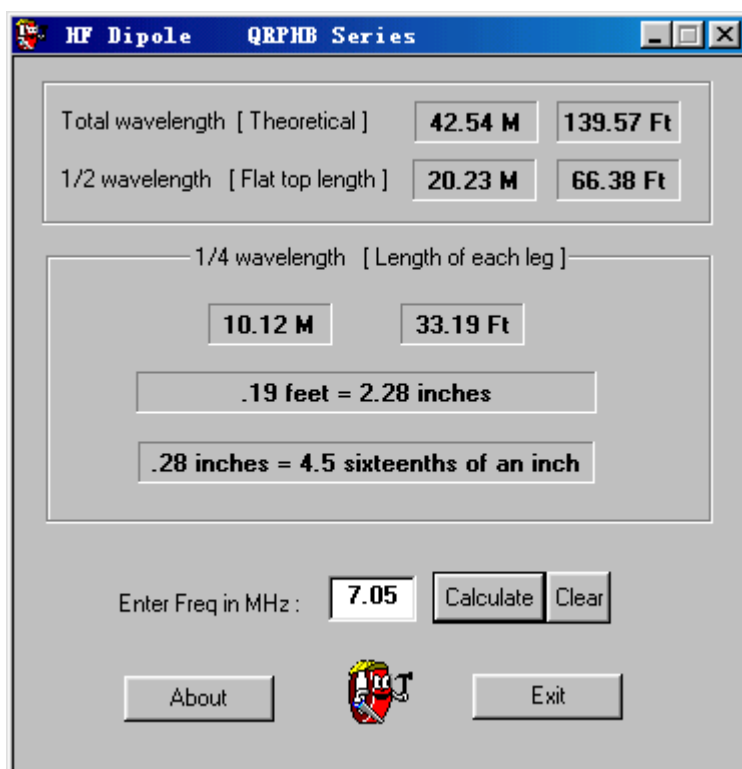 HF Dipole QRPHB Series
Total wavelength [ Theoretical ] 42.54 M 139.57 Ft
1/2 wavelength [ Flat top length ] 20.23 M 66.38 Ft
1/4 wavelength [ Length of each leg ]
10.12 M 33.19 Ft
.19 feet = 2.28 inches
.28 inches = 4.5 sixteenths of an inch
Enter Freq in MHz : 7.05 Calculate Clear
About Exit